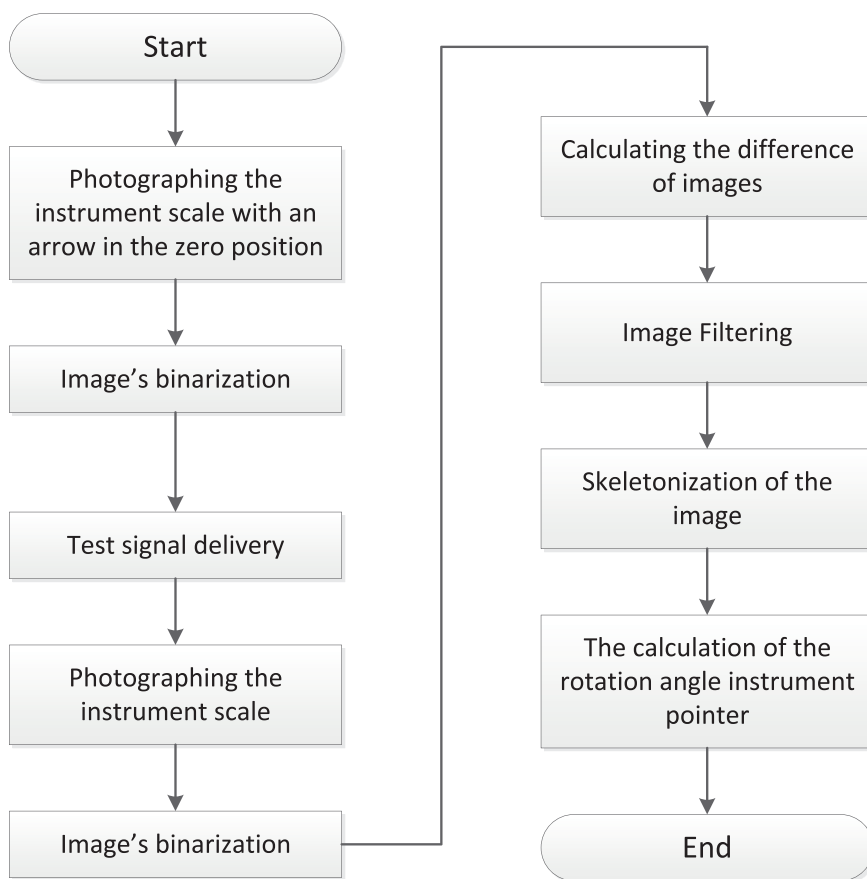 Start
Photographing the
instrument scale with an
arrow in the zero position
Image’s binarization
Test signal delivery
Photographing the
instrument scale
Image’s binarization
Calculating the difference
of images
Image Filtering
Skeletonization of the
image
The calculation of the
rotation angle instrument
pointer
End